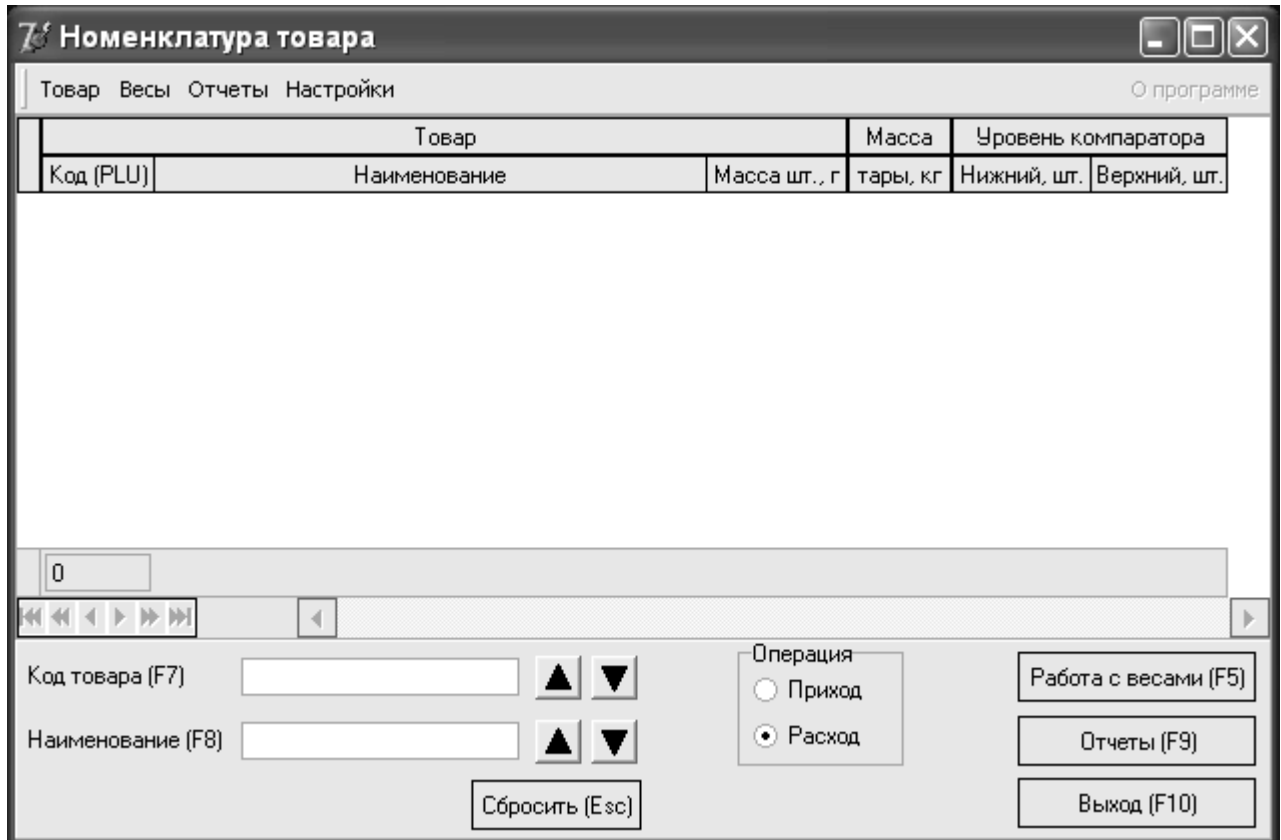 Номенклатура товара
Товар Весы Отчеты Настройки О программе
Товар Масса Уровень компаратора
Код (PLU) Наименование Масса шт., г тары, кг Нижний, шт. Верхний, шт.
0
Операция
Код товара (F7) Приход Работа с весами (F5)
Наименование (F8) Расход Отчеты (F9)
Сбросить (Esc) Выход (F10)